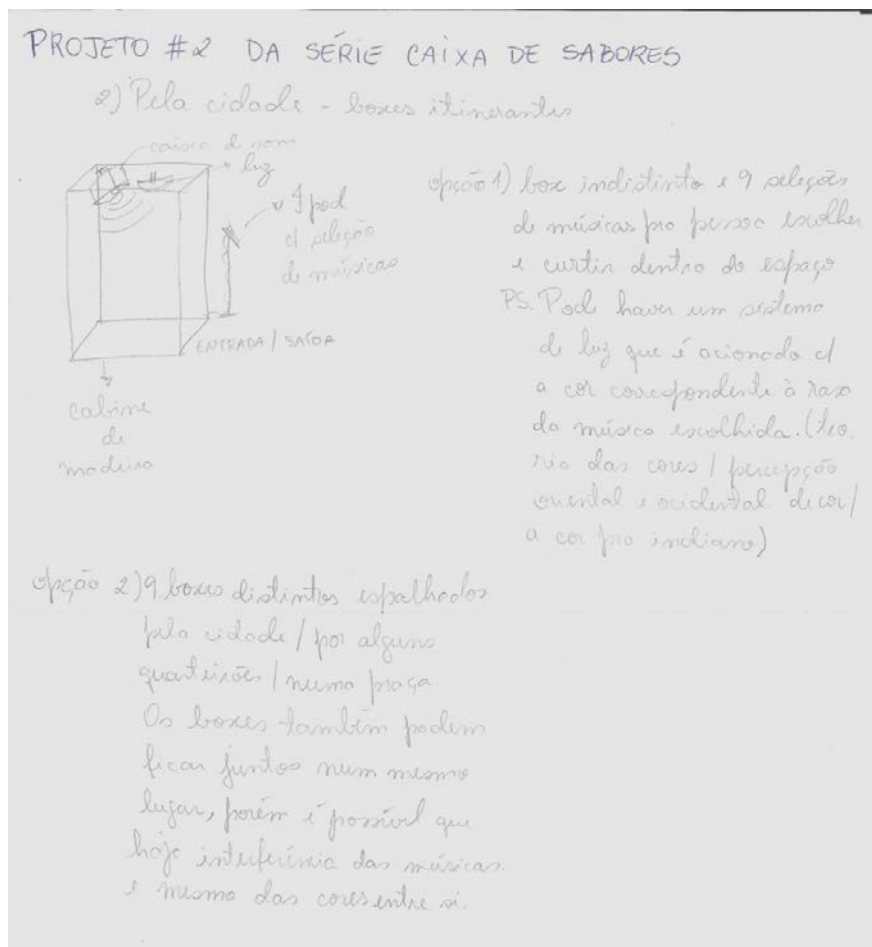 PROJETO #2 DA SÉRIE CAIXA DE SABORES
2) Pela cidade - boxes itinerantes
caixa d som
luz
Ipod
c/ seleção
de músicas
ENTRADA / SAÍDA
cabine
de
madeira
opção 1) box indistinto e 9 seleções
de músicas pra pessoa escolher
e curtir dentro do espaço
PS. Pode haver um sistema
de luz que é acionado c/
a cor correspondente à rasa
da música escolhida. (teo-
ria das cores / percepção
oriental e ocidental de cor/
a cor pro indiano)
opção 2) 9 boxes distintos espalhados
pela cidade / por alguns
quarteirões / numa praça.
Os boxes também podem
ficar juntos num mesmo
lugar, porém é possível que
haja interferência das músicas
e mesmo das cores entre si.